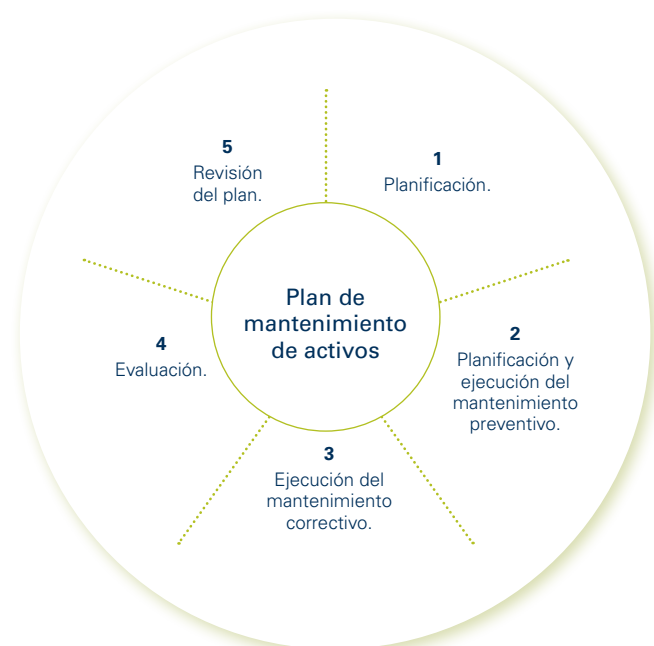 Plan de
mantenimiento
de activos
1
Planificación.
2
Planificación y
ejecución del
mantenimiento
preventivo.
3
Ejecución del
mantenimiento
correctivo.
4
Evaluación.
5
Revisión
del plan.